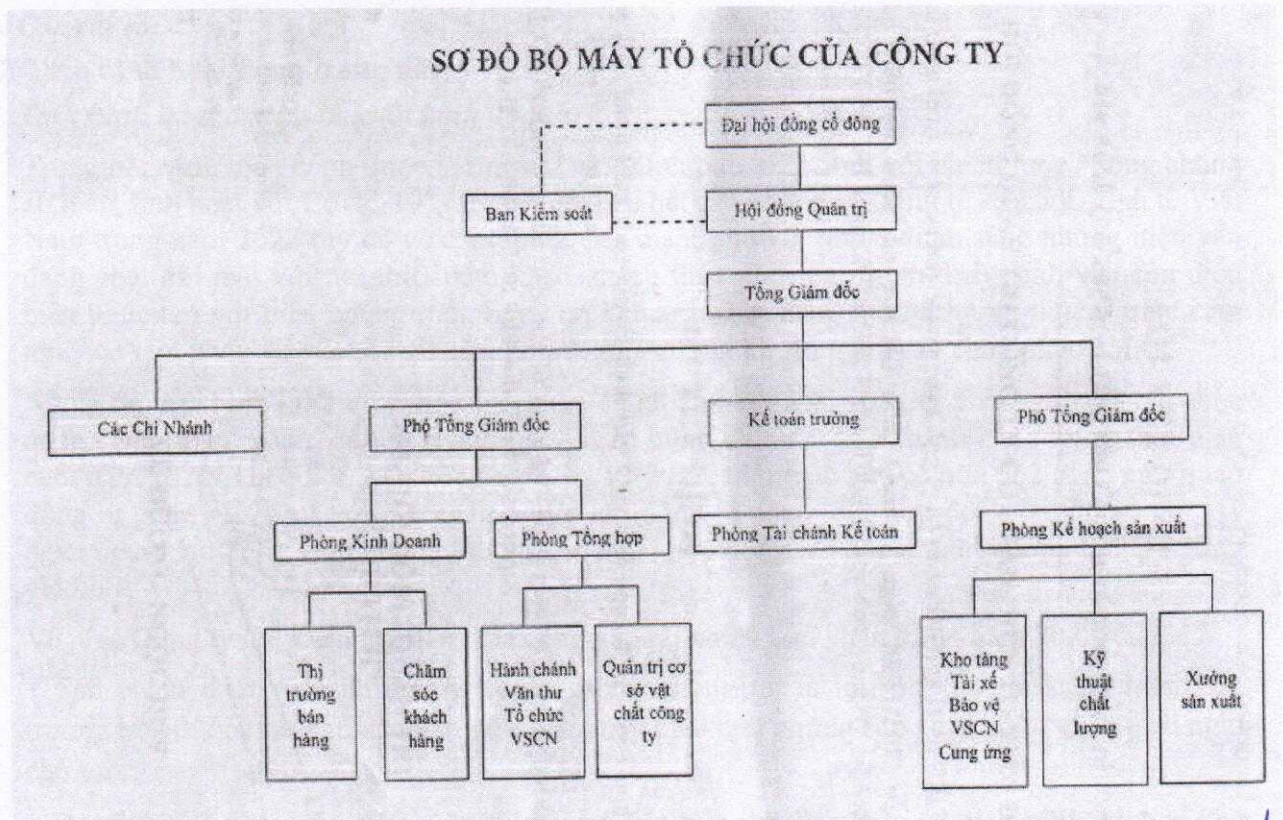 SƠ ĐỒ BỘ MÁY TỔ CHỨC CỦA CÔNG TY
Đại hội đồng cổ đông
Ban Kiểm soát
Hội đồng Quản trị
Tổng Giám đốc
Các Chi Nhánh
Phó Tổng Giám đốc
Kế toán trưởng
Phó Tổng Giám đốc
Phòng Kinh Doanh
Phòng Tổng hợp
Phòng Tài chánh Kế toán
Phòng Kế hoạch sản xuất
Thị
trường
bán
hàng
Chăm
sóc
khách
hàng
Hành chánh
Văn thư
Tổ chức
VSCN
Quản trị cơ
sở vật
chất công
ty
Kho tàng
Tài xế
Bảo vệ
VSCN
Cung ứng
Kỹ
thuật
chất
lượng
Xưởng
sản xuất